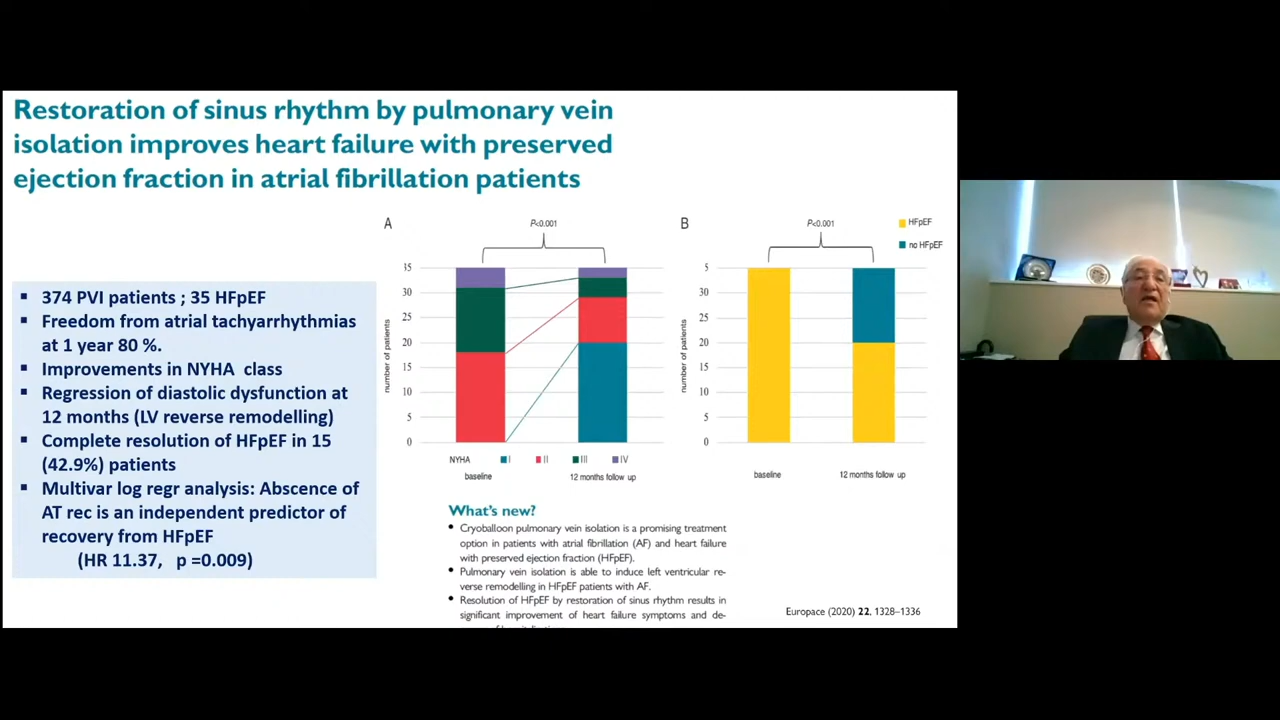 Restoration of sinus rhythm by pulmonary vein
isolation improves heart failure with preserved
ejection fraction in atrial fibrillation patients
▪ 374 PVI patients ; 35 HFpEF
▪ Freedom from atrial tachyarrhythmias
at 1 year 80 %.
▪ Improvements in NYHA class
▪ Regression of diastolic dysfunction at
12 months (LV reverse remodelling)
▪ Complete resolution of HFpEF in 15
(42.9%) patients
▪ Multivar log regr analysis: Abscence of
AT rec is an independent predictor of
recovery from HFpEF
(HR 11.37, p =0.009)
A
P<0.001
number of patients
35
30
25
20
15
10
5
0
NYHA I II III IV
baseline 12 months follow up
B
P<0.001
HFpEF
no HFpEF
number of patients
5
30
25
20
15
10
5
0
baseline 12 months follow up
What's new?
• Cryoballoon pulmonary vein isolation is a promising treatment
option in patients with atrial fibrillation (AF) and heart failure
with preserved ejection fraction (HFpEF).
• Pulmonary vein isolation is able to induce left ventricular re-
verse remodelling in HFpEF patients with AF.
• Resolution of HFpEF by restoration of sinus rhythm results in
significant improvement of heart failure symptoms and de-
Europace (2020) 22, 1328–1336